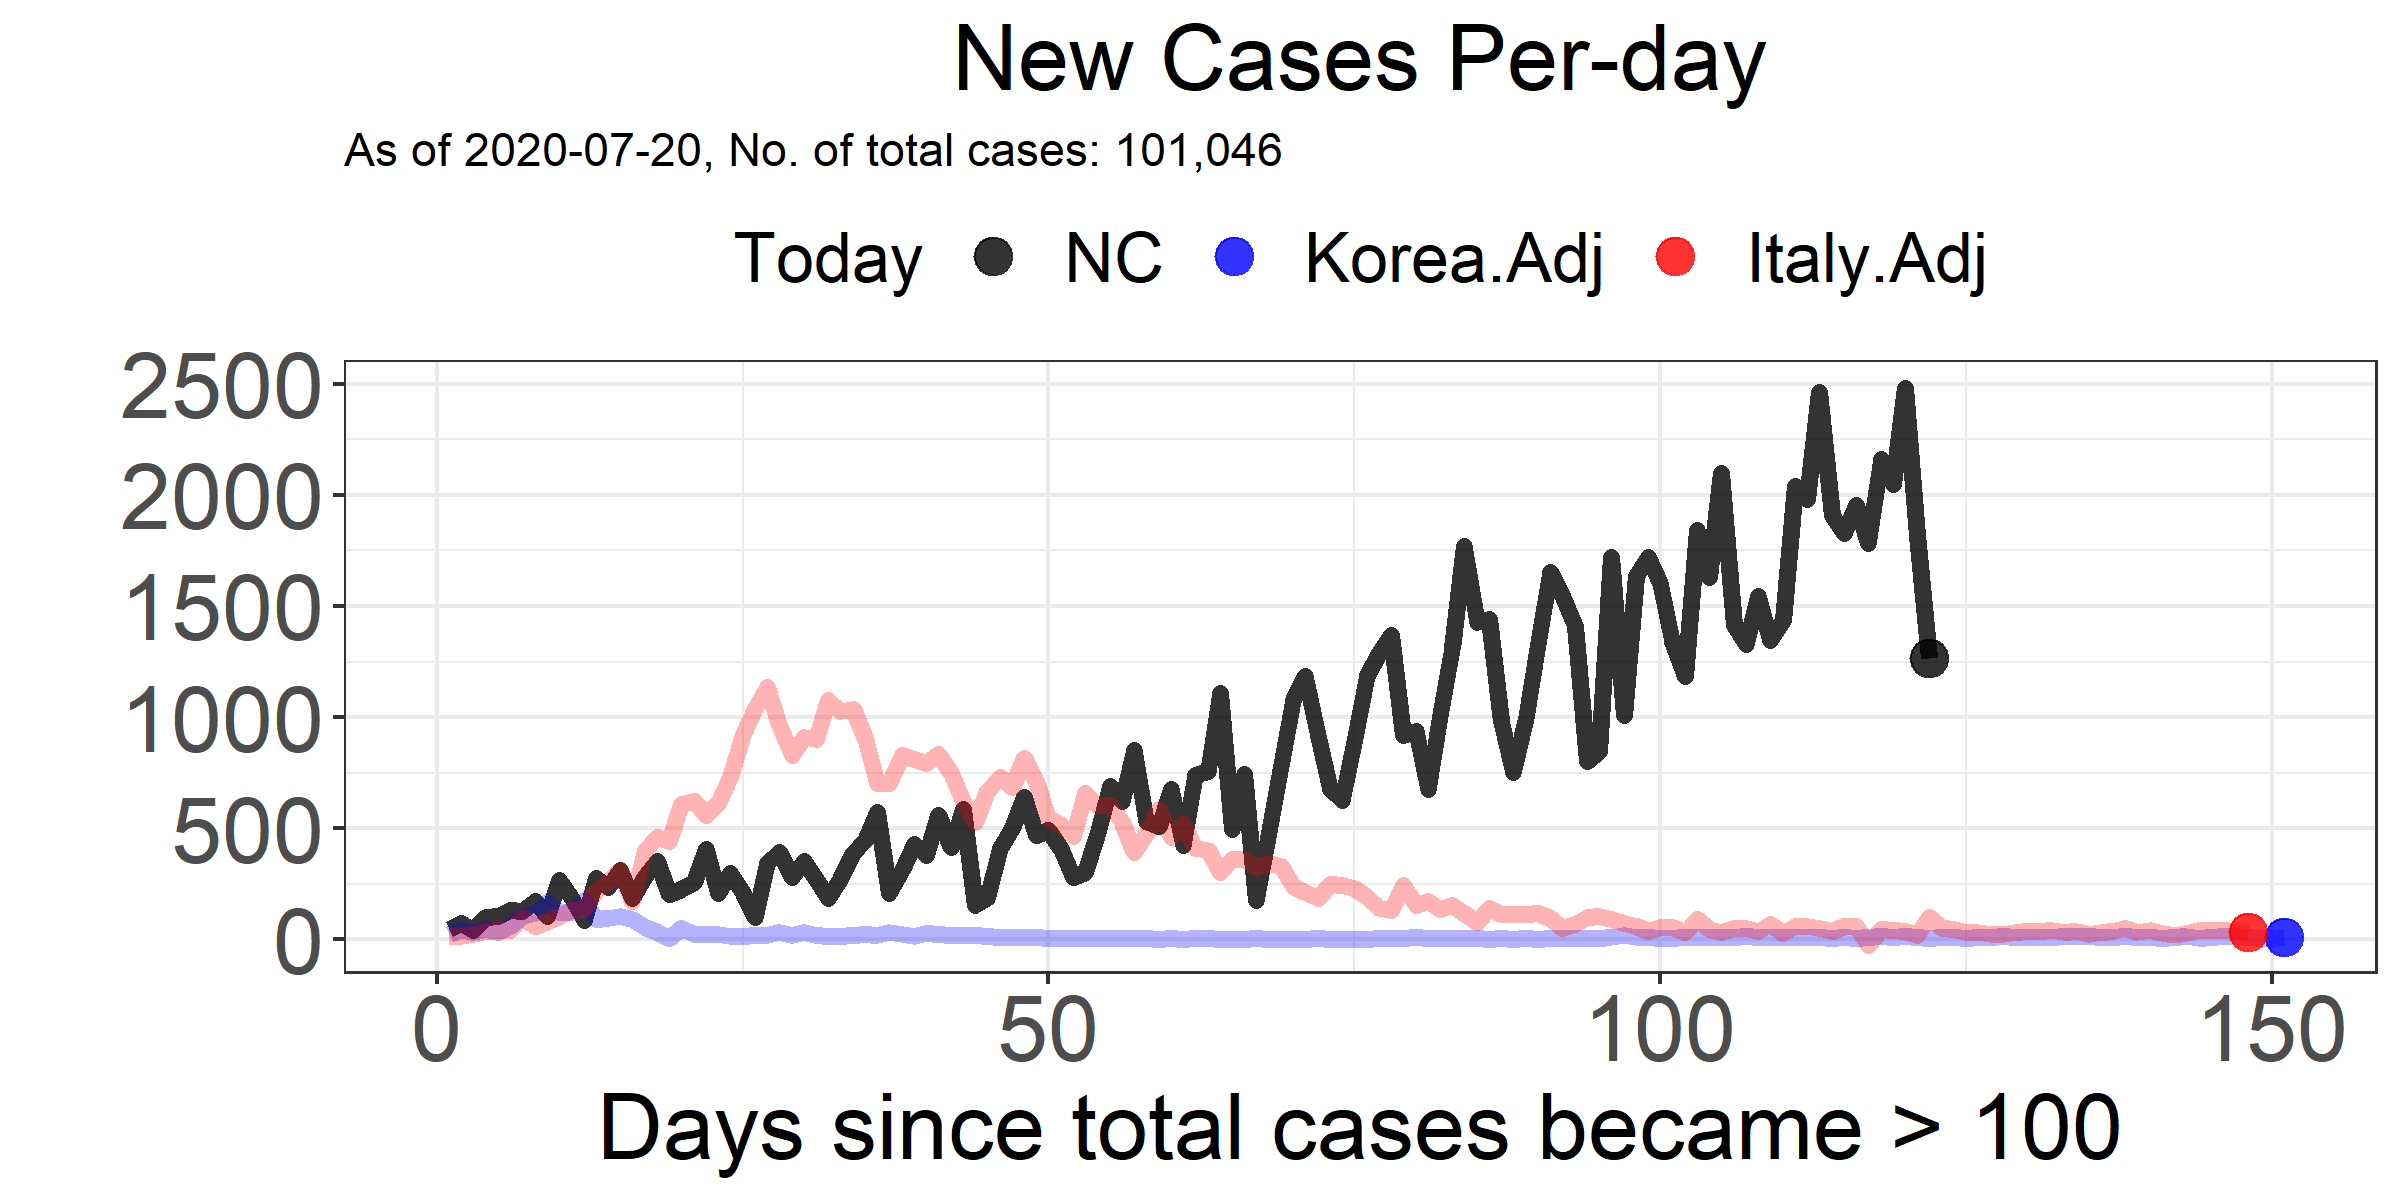 New Cases Per-day
As of 2020-07-20, No. of total cases: 101,046
Today NC Korea.Adj Italy.Adj
2500
2000
1500
1000
500
0
0 50 100 150
Days since total cases became > 100